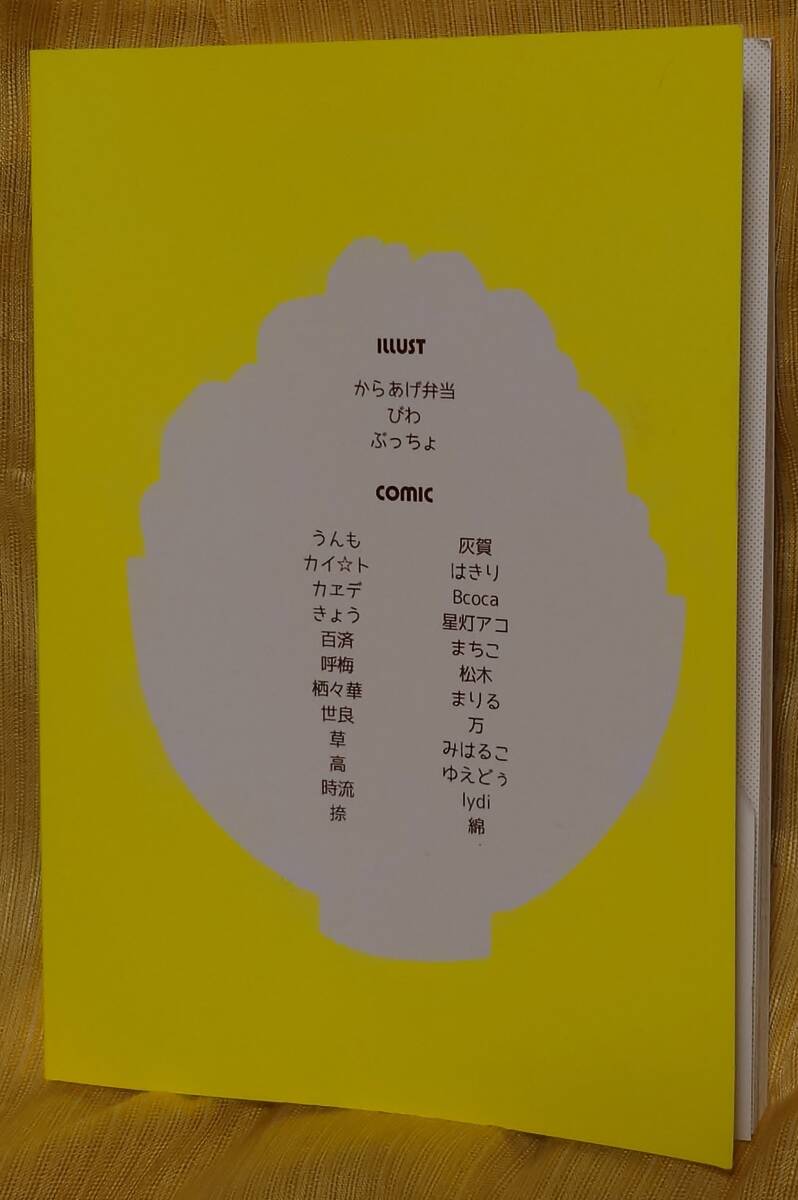 ILLUST
からあげ弁当
びわ
ぷっちょ
COMIC
うんも
カイ☆ト
カヱデ
きょう
百済
呼梅
栖々華
世良
草
高
時流
捺
灰賀
はきり
Bcoca
星灯アコ
まちこ
松木
まりる
万
みはるこ
ゆえどぅ
lydi
綿